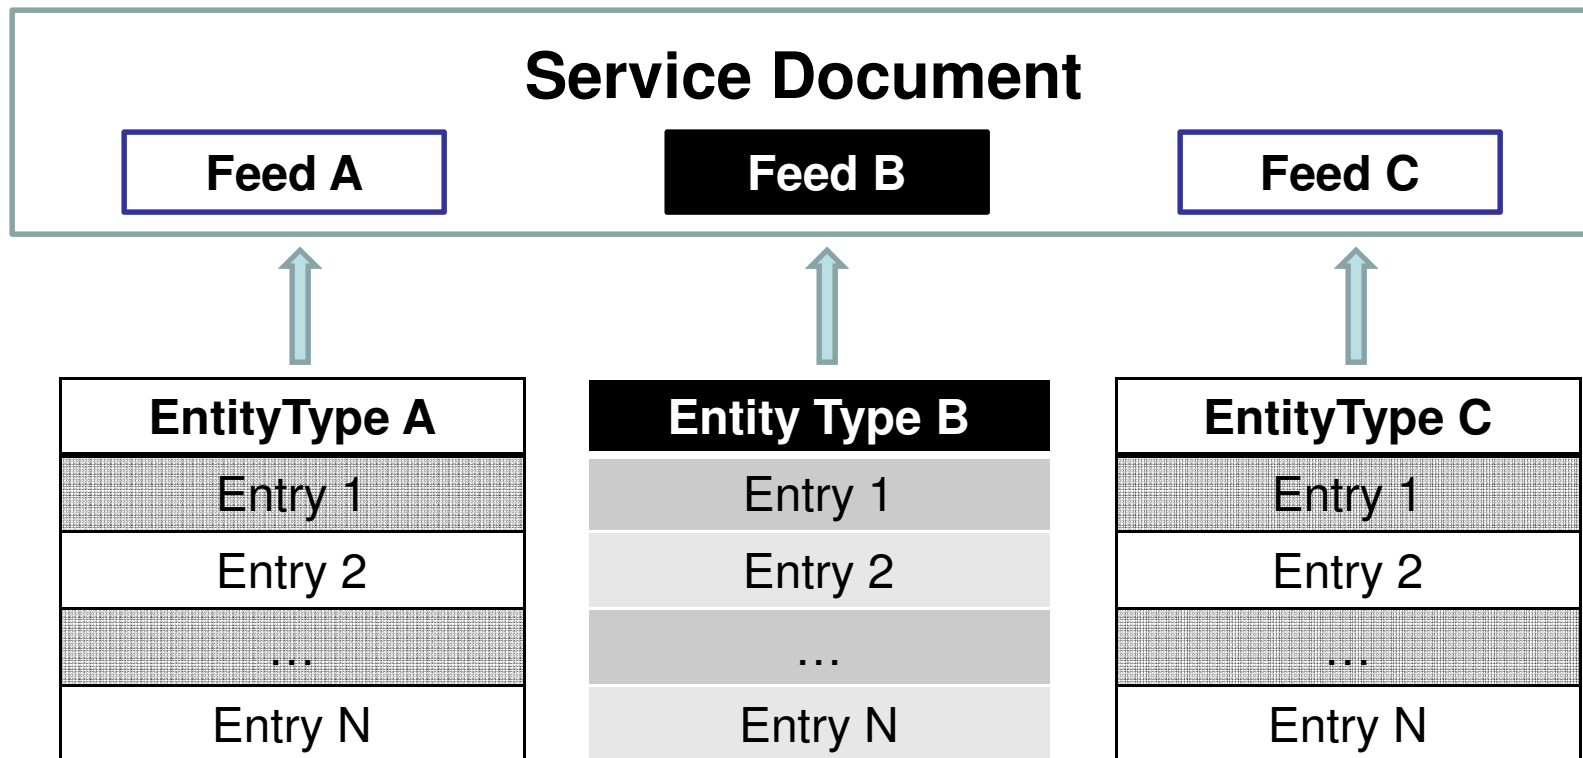 Service Document
Feed A
Feed B
Feed C
EntityType A
Entry 1
Entry 2
...
Entry N
Entity Type B
Entry 1
Entry 2
...
Entry N
EntityType C
Entry 1
Entry 2
...
Entry N